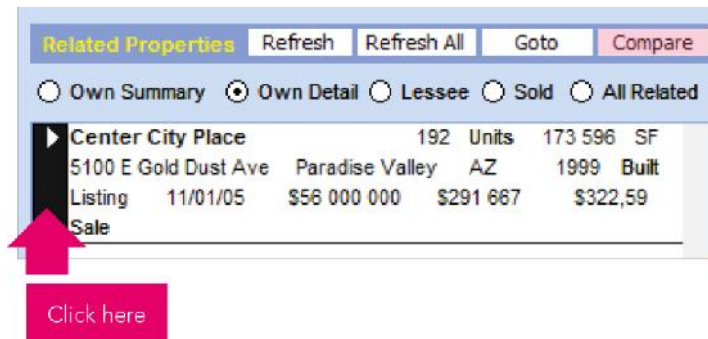 Related Properties Refresh Refresh All Goto Compare
Own Summary Own Detail Lessee Sold All Related
Center City Place 192 Units 173 596 SF
5100 E Gold Dust Ave Paradise Valley AZ 1999 Built
Listing 11/01/05 $56 000 000 $291 667 $322,59
Sale
Click here